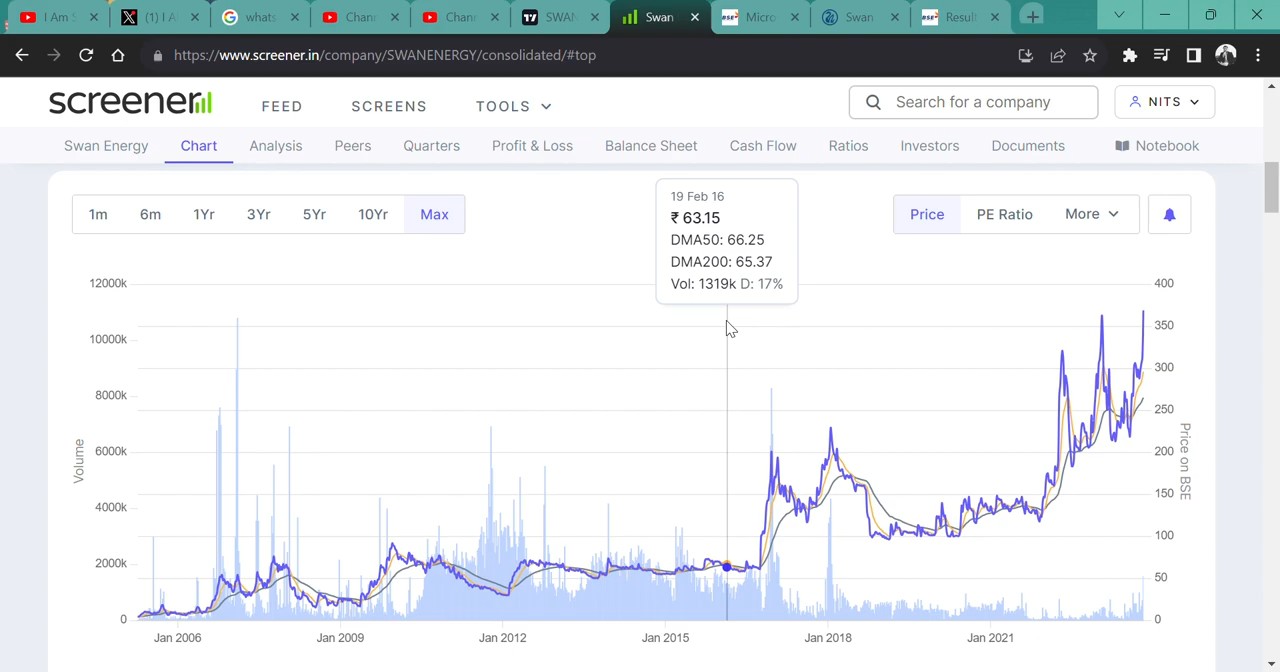 I Am S
(1) I A
whats
Chann
Chann
SWAN
Swan
BSE Micro
Swan
BSE Result
https://www.screener.in/company/SWANENERGY/consolidated/#top
screener
FEED
SCREENS
TOOLS
Search for a company
NITS
Swan Energy
Chart
Analysis
Peers
Quarters
Profit & Loss
Balance Sheet
Cash Flow
Ratios
Investors
Documents
Notebook
1m
6m
1Yr
3Yr
5Yr
10Yr
Max
19 Feb 16
₹ 63.15
DMA50: 66.25
DMA200: 65.37
Vol: 1319k D: 17%
Price
PE Ratio
More
12000k
10000k
8000k
6000k
4000k
2000k
0
Volume
400
350
300
250
200
150
100
50
0
Price on BSE
Jan 2006
Jan 2009
Jan 2012
Jan 2015
Jan 2018
Jan 2021